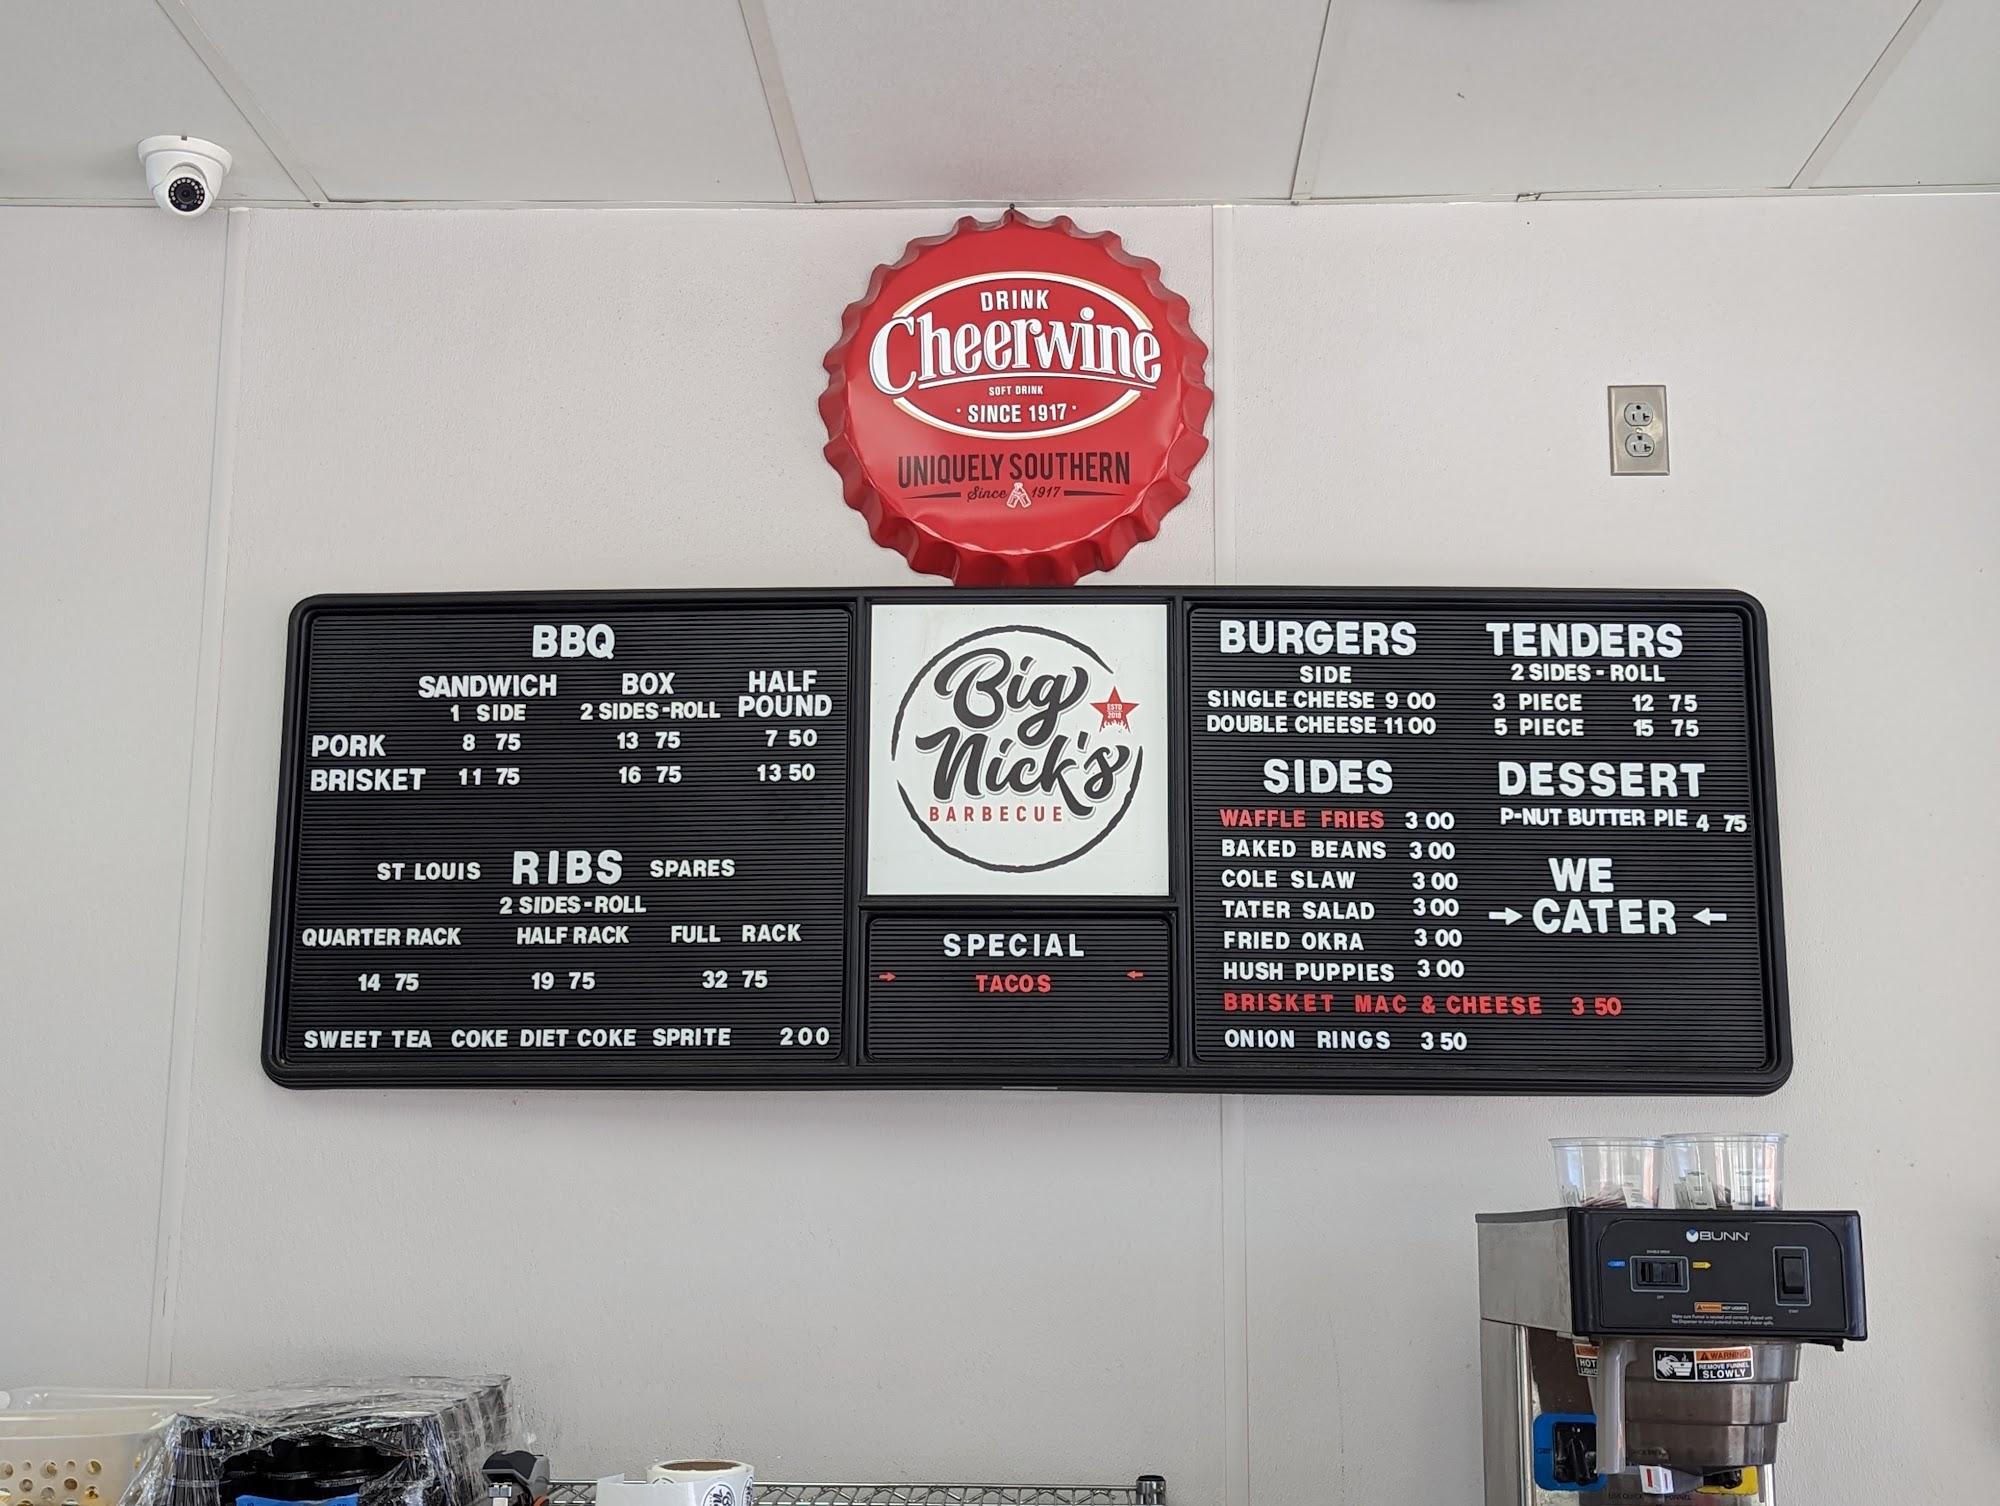 DRINK
Cheerwine
SOFT DRINK
· SINCE 1917 ·
UNIQUELY SOUTHERN
Since 1917
BBQ
SANDWICH BOX HALF
1 SIDE 2 SIDES-ROLL POUND
PORK 8 75 13 75 7 50
BRISKET 11 75 16 75 13 50
ST LOUIS RIBS SPARES
2 SIDES-ROLL
QUARTER RACK HALF RACK FULL RACK
14 75 19 75 32 75
SWEET TEA COKE DIET COKE SPRITE 2 00
Big
Nick's
BARBECUE
ESTD
2018
SPECIAL
→ TACOS ←
BURGERS
SIDE
SINGLE CHEESE 9 00
DOUBLE CHEESE 11 00
TENDERS
2 SIDES-ROLL
3 PIECE 12 75
5 PIECE 15 75
SIDES
WAFFLE FRIES 3 00
BAKED BEANS 3 00
COLE SLAW 3 00
TATER SALAD 3 00
FRIED OKRA 3 00
HUSH PUPPIES 3 00
BRISKET MAC & CHEESE 3 50
ONION RINGS 3 50
DESSERT
P-NUT BUTTER PIE 4 75
WE
→ CATER ←
BUNN
WARNING
REMOVE FUNNEL
SLOWLY